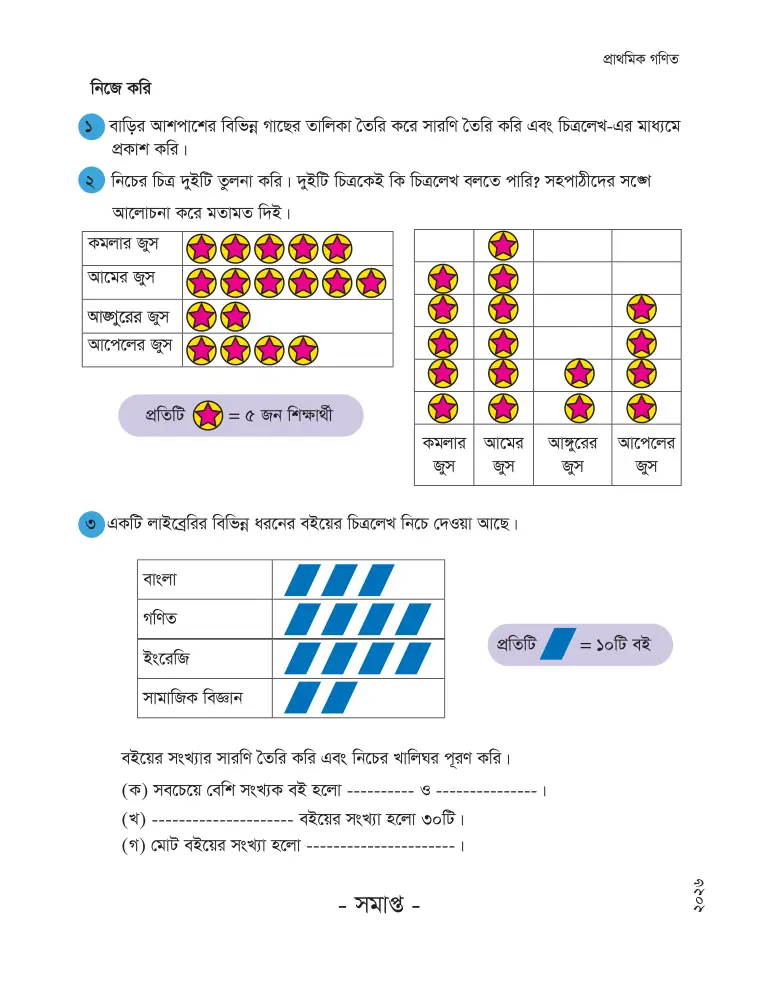 প্রাথমিক গণিত
নিজে করি
১ বাড়ির আশপাশের বিভিন্ন গাছের তালিকা তৈরি করে সারণি তৈরি করি এবং চিত্রলেখ-এর মাধ্যমে
প্রকাশ করি।
২ নিচের চিত্র দুইটি তুলনা করি। দুইটি চিত্রকেই কি চিত্রলেখ বলতে পারি? সহপাঠীদের সঙ্গে
আলোচনা করে মতামত দিই।
কমলার জুস
আমের জুস
আঙ্গুরের জুস
আপেলের জুস
প্রতিটি = ৫ জন শিক্ষার্থী
কমলার আমের আঙ্গুরের আপেলের
জুস জুস জুস জুস
৩ একটি লাইব্রেরির বিভিন্ন ধরনের বইয়ের চিত্রলেখ নিচে দেওয়া আছে।
বাংলা
গণিত
ইংরেজি
সামাজিক বিজ্ঞান
প্রতিটি = ১০টি বই
বইয়ের সংখ্যার সারণি তৈরি করি এবং নিচের খালিঘর পূরণ করি।
(ক) সবচেয়ে বেশি সংখ্যক বই হলো ---------- ও ---------------।
(খ) --------------------- বইয়ের সংখ্যা হলো ৩০টি।
(গ) মোট বইয়ের সংখ্যা হলো ----------------------।
- সমাপ্ত -
২০২৬